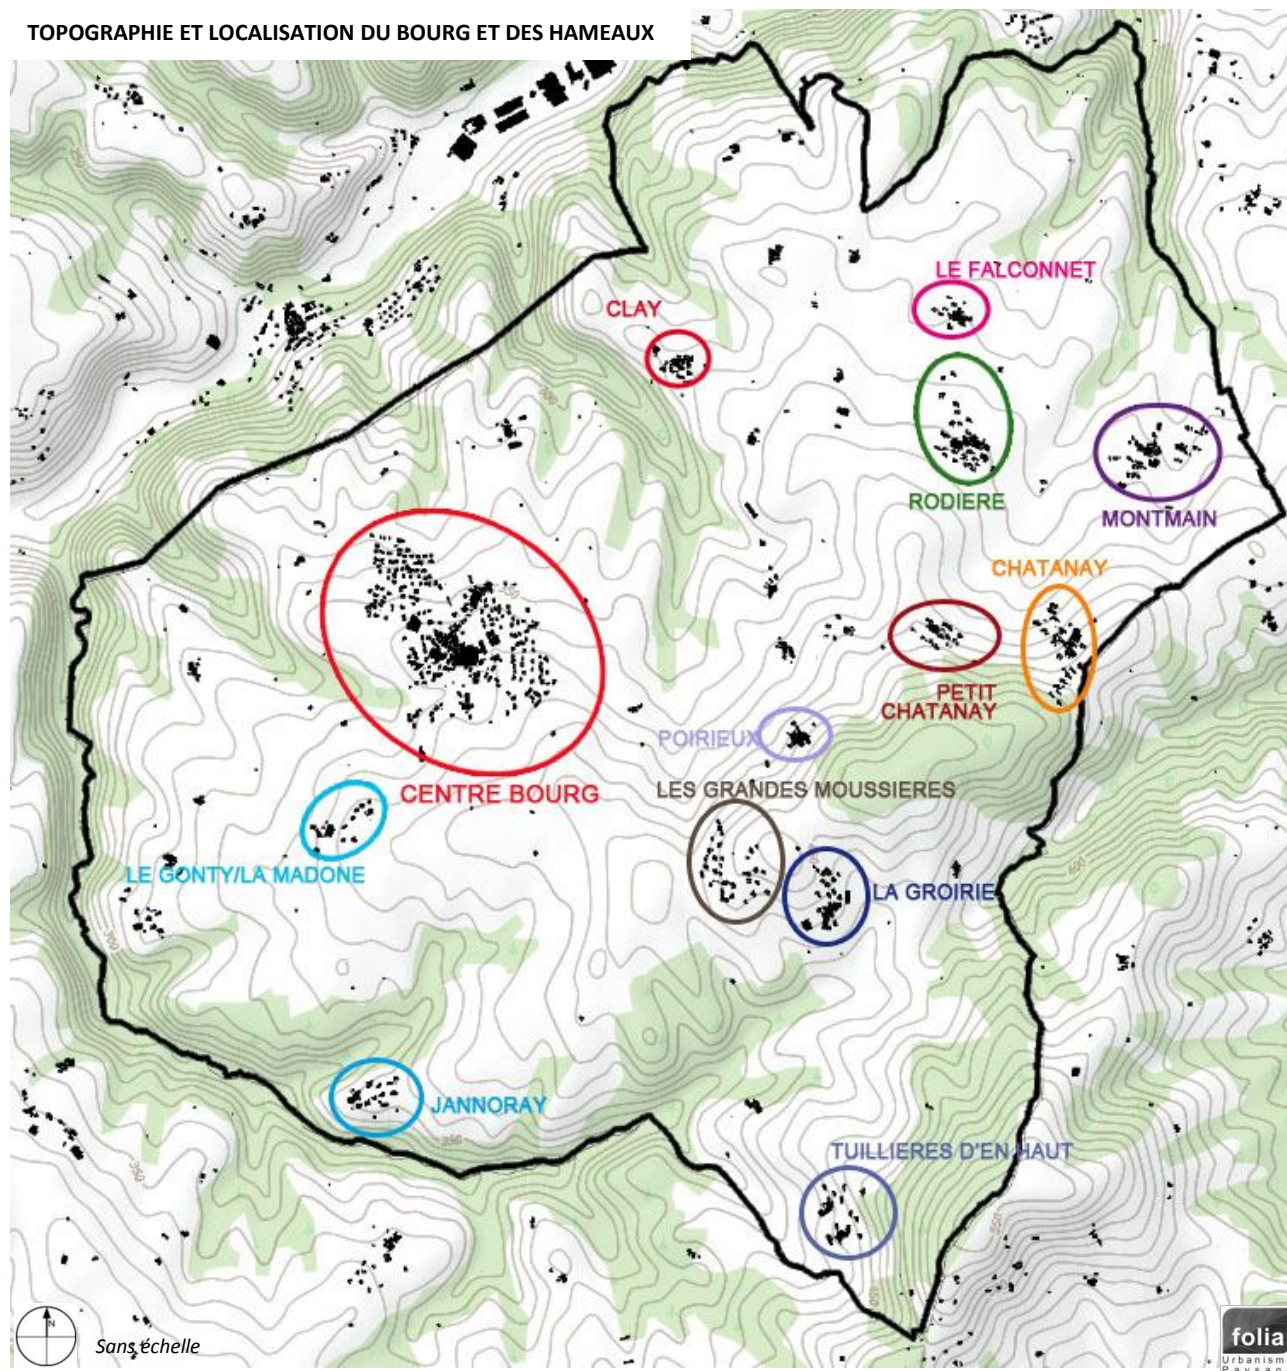 TOPOGRAPHIE ET LOCALISATION DU BOURG ET DES HAMEAUX
LE FALCONNET
CLAY
RODIERE
MONTMAIN
CHATANAY
PETIT
CHATANAY
POIRIEUX
LES GRANDES MOUSSIERES
CENTRE BOURG
LE GONTY/LA MADONE
LA GROIRIE
JANNORAY
TUILLIERES D'EN HAUT
N
Sans échelle
folia